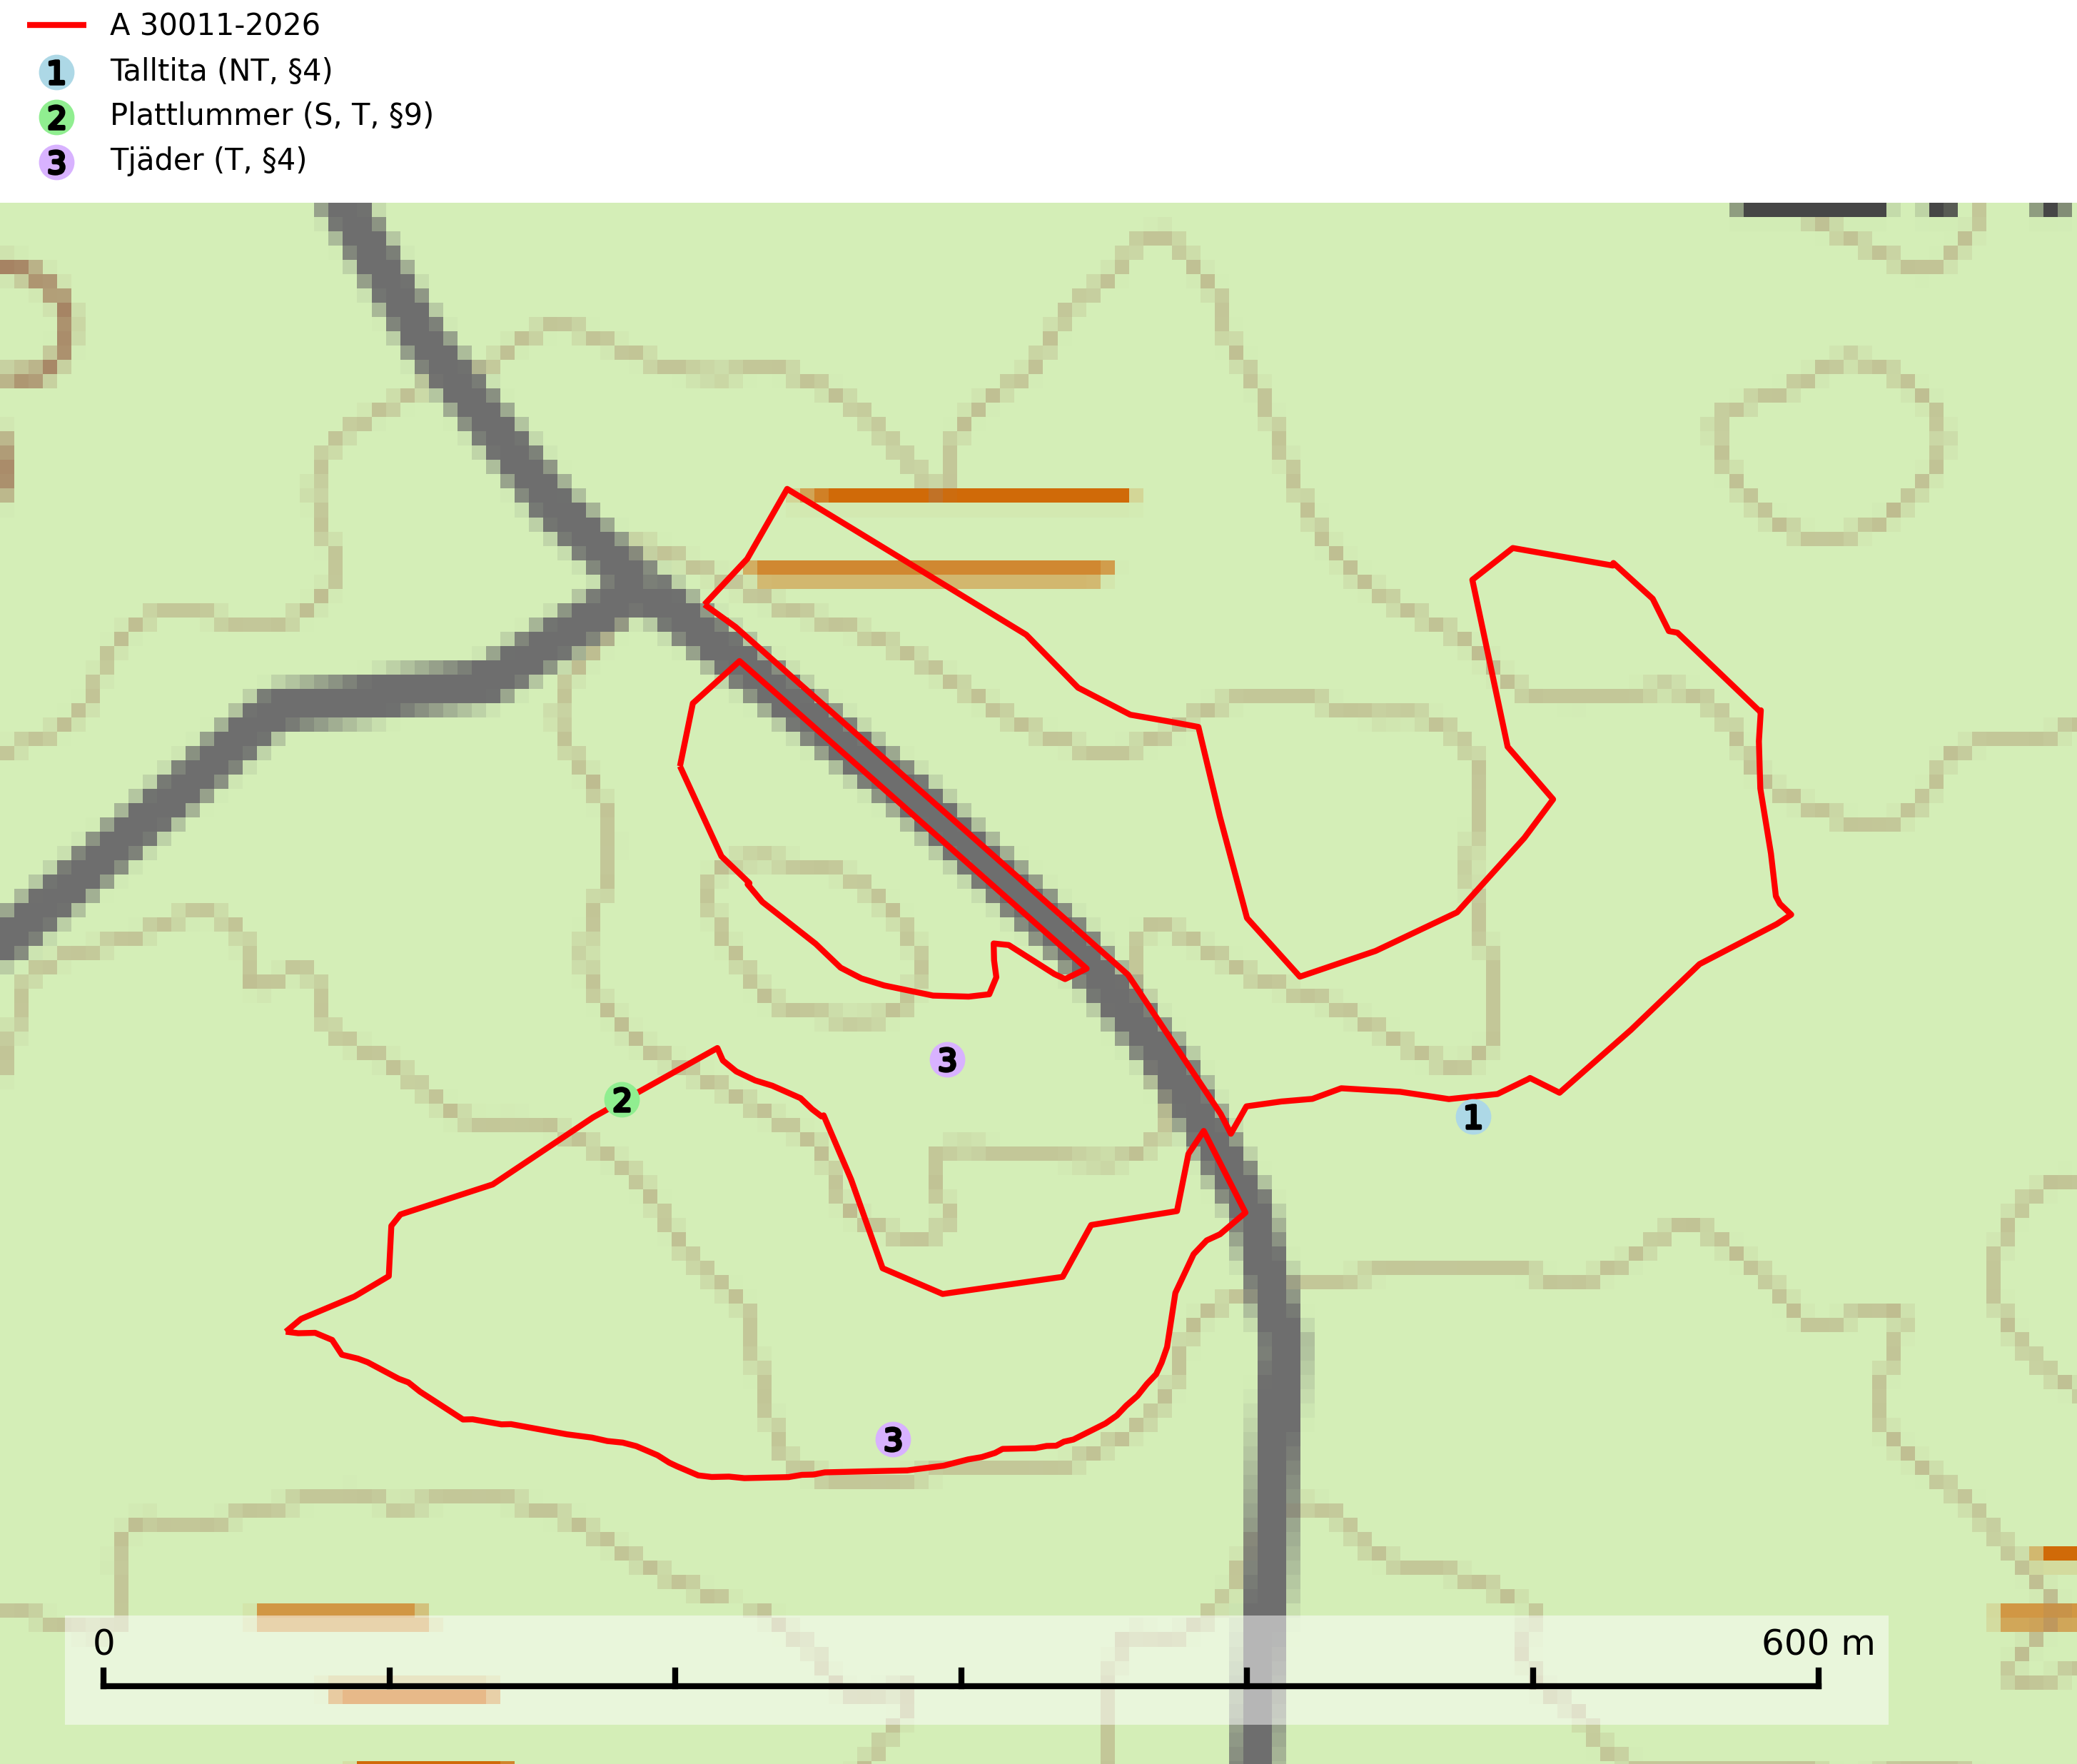 A 30011-2026
1 Talltita (NT, §4)
2 Plattlummer (S, T, §9)
3 Tjäder (T, §4)
3
2
1
3
0 600 m